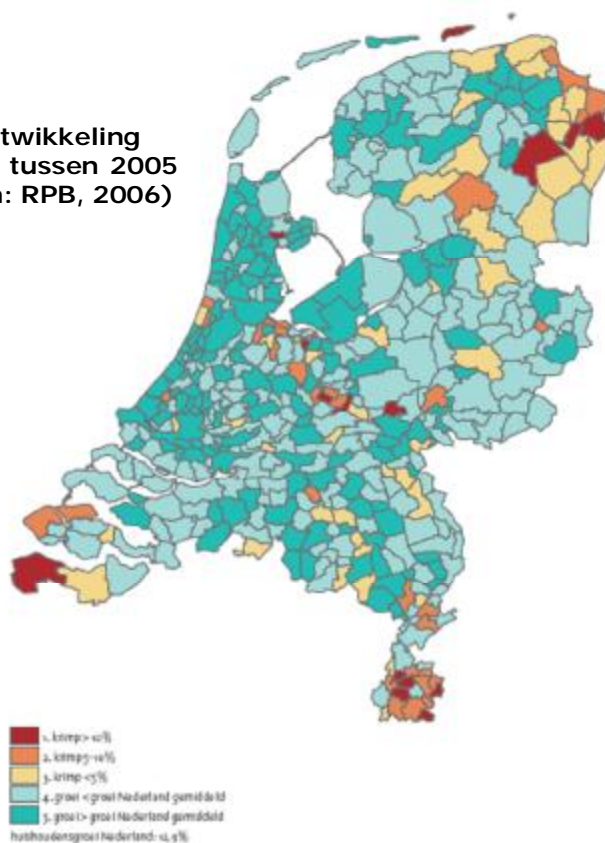 twikkeling
tussen 2005
n: RPB, 2006)
1. krimp > 10%
2. krimp 5-10%
3. krimp <5%
4. groei < groei Nederland gemiddeld
5. groei > groei Nederland gemiddeld
huishoudensgroei Nederland: 12,9%